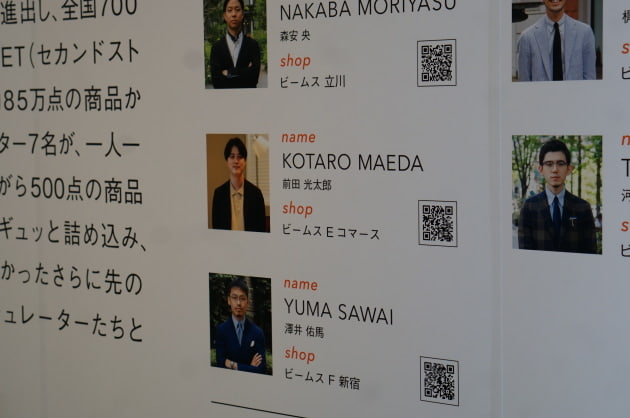 進出し、全国700
ET(セカンドスト
85万点の商品か
ター7名が、一人一
がら500点の商品
ギュッと詰め込み、
かったさらに先の
ュレーターたちと
NAKABA MORIYASU
森安 央
shop
ビームス 立川
name
KOTARO MAEDA
前田 光太郎
shop
ビームス Eコマース
name
YUMA SAWAI
澤井 佑馬
shop
ビームス F 新宿
n
T
河
s